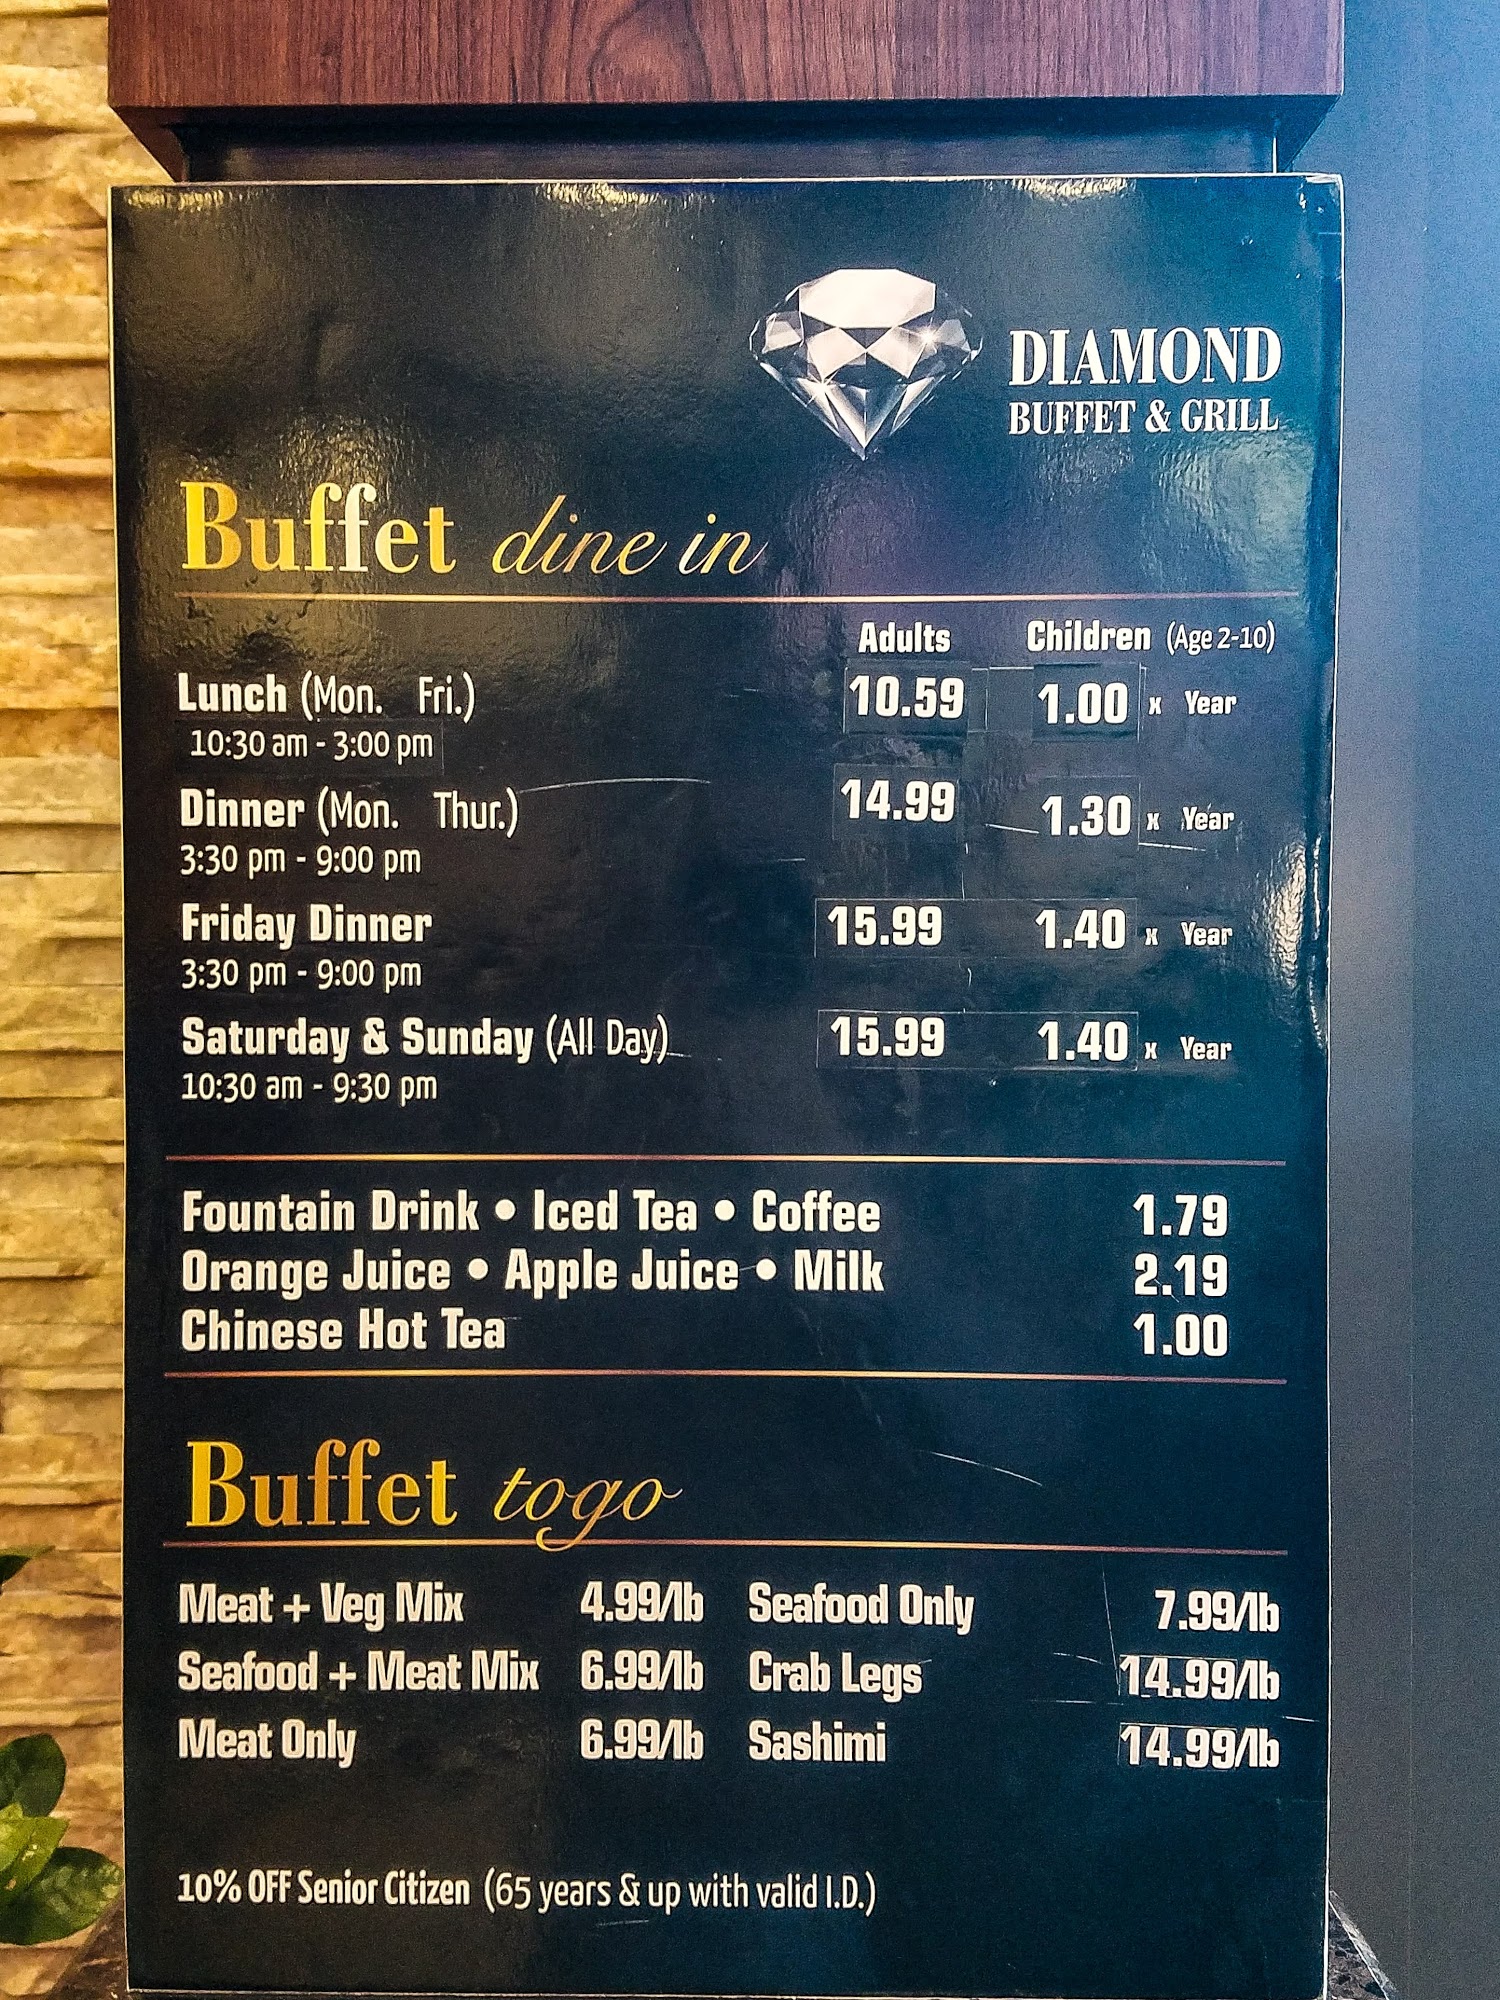 DIAMOND
BUFFET & GRILL
Buffet dine in
Adults Children (Age 2-10)
Lunch (Mon. Fri.) 10.59 1.00 x Year
10:30 am - 3:00 pm
Dinner (Mon. Thur.) 14.99 1.30 x Year
3:30 pm - 9:00 pm
Friday Dinner 15.99 1.40 x Year
3:30 pm - 9:00 pm
Saturday & Sunday (All Day) 15.99 1.40 x Year
10:30 am - 9:30 pm
Fountain Drink • Iced Tea • Coffee 1.79
Orange Juice • Apple Juice • Milk 2.19
Chinese Hot Tea 1.00
Buffet togo
Meat + Veg Mix 4.99/lb Seafood Only 7.99/lb
Seafood + Meat Mix 6.99/lb Crab Legs 14.99/lb
Meat Only 6.99/lb Sashimi 14.99/lb
10% OFF Senior Citizen (65 years & up with valid I.D.)